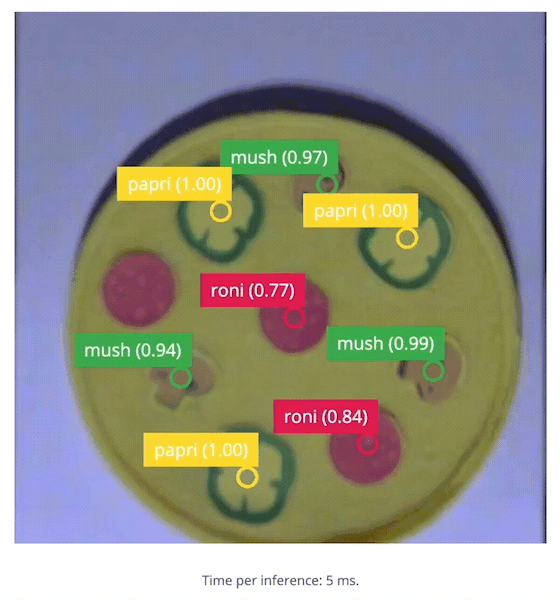 mush (0.97)
papri (1.00)
papri (1.00)
roni (0.77)
mush (0.94)
mush (0.99)
roni (0.84)
papri (1.00)
Time per inference: 5 ms.